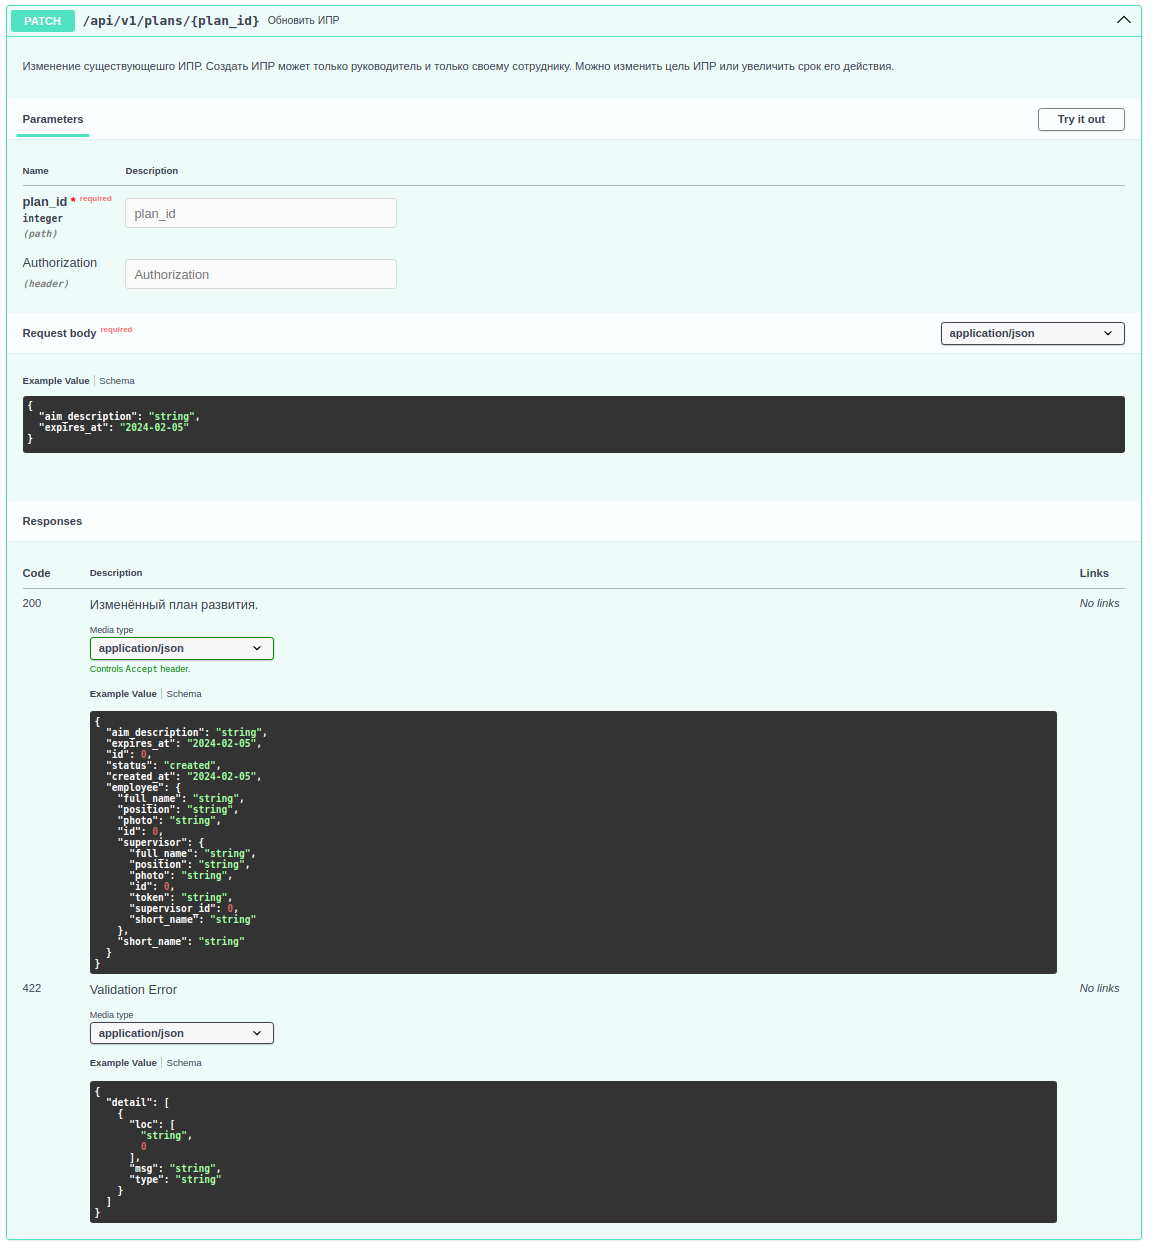 PATCH /api/v1/plans/{plan_id} Обновить ИПР
Изменение существующешго ИПР. Создать ИПР может только руководитель и только своему сотруднику. Можно изменить цель ИПР или увеличить срок его действия.
Parameters Try it out
Name Description
plan_id * required
integer
(path)
plan_id
Authorization
(header)
Authorization
Request body required application/json
Example Value | Schema
{
  "aim_description": "string",
  "expires_at": "2024-02-05"
}
Responses
Code Description Links
200 Изменённый план развития. No links
Media type
application/json
Controls Accept header.
Example Value | Schema
{
  "aim_description": "string",
  "expires_at": "2024-02-05",
  "id": 0,
  "status": "created",
  "created_at": "2024-02-05",
  "employee": {
    "full_name": "string",
    "position": "string",
    "photo": "string",
    "id": 0,
    "supervisor": {
      "full_name": "string",
      "position": "string",
      "photo": "string",
      "id": 0,
      "token": "string",
      "supervisor_id": 0,
      "short_name": "string"
    },
    "short_name": "string"
  }
}
422 Validation Error No links
Media type
application/json
Example Value | Schema
{
  "detail": [
    {
      "loc": [
        "string",
        0
      ],
      "msg": "string",
      "type": "string"
    }
  ]
}